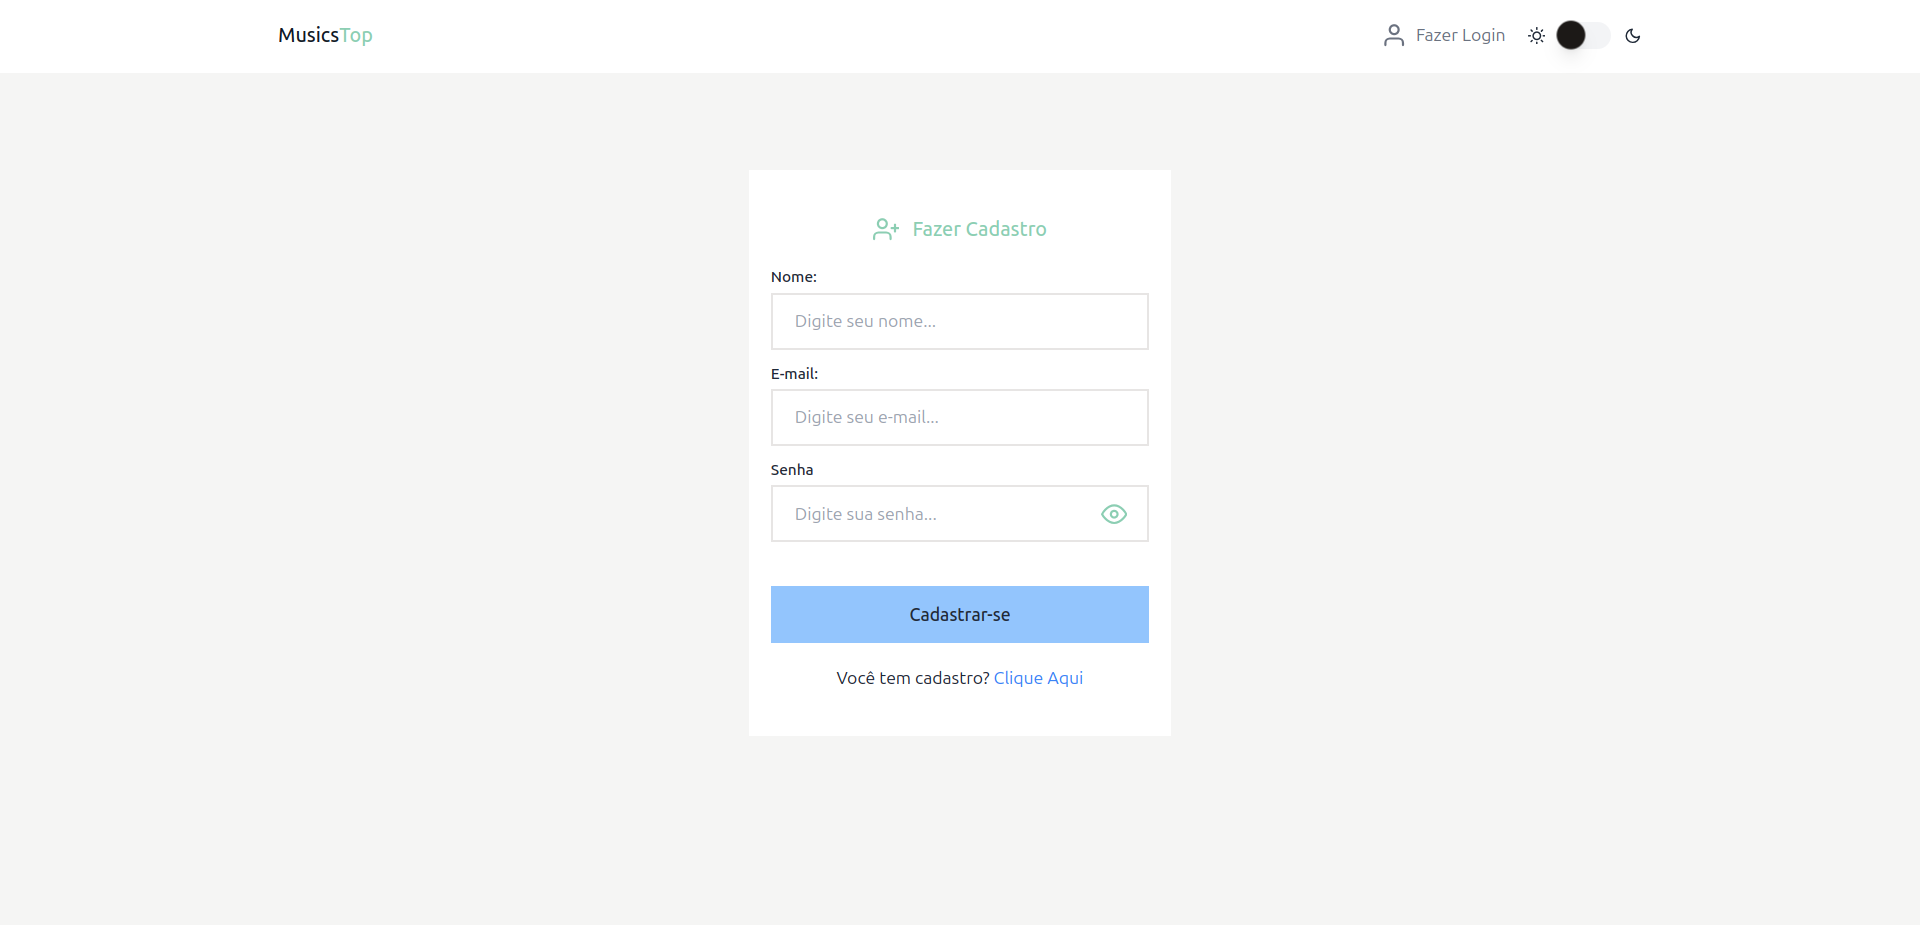 MusicsTop
Fazer Login
Fazer Cadastro
Nome:
Digite seu nome...
E-mail:
Digite seu e-mail...
Senha
Digite sua senha...
Cadastrar-se
Você tem cadastro? Clique Aqui